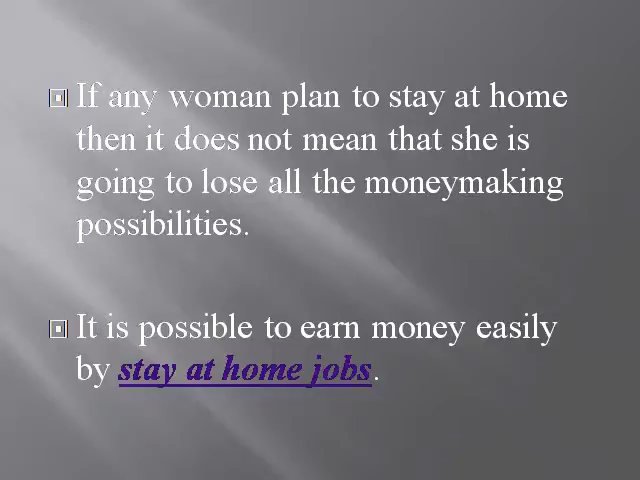 If any woman plan to stay at home
then it does not mean that she is
going to lose all the moneymaking
possibilities.
It is possible to earn money easily
by stay at home jobs.